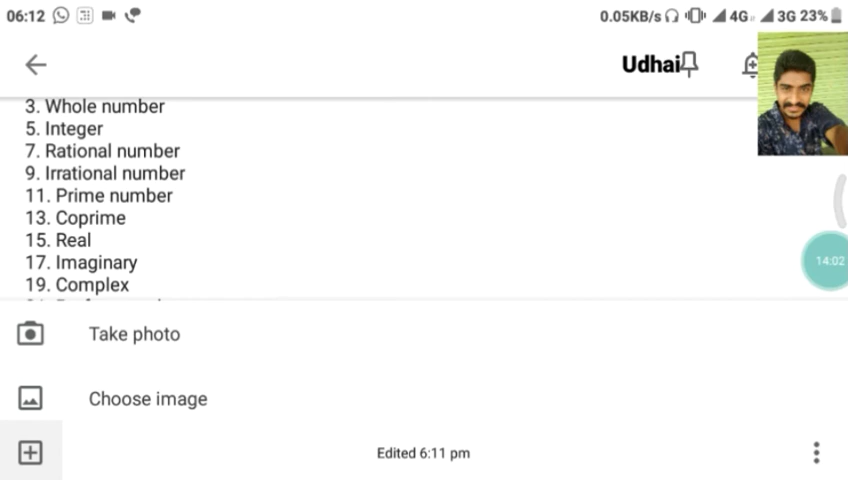 06:12
0.05KB/s 4G 3G 23%
Udhai
3. Whole number
5. Integer
7. Rational number
9. Irrational number
11. Prime number
13. Coprime
15. Real
17. Imaginary
19. Complex
14:02
Take photo
Choose image
Edited 6:11 pm